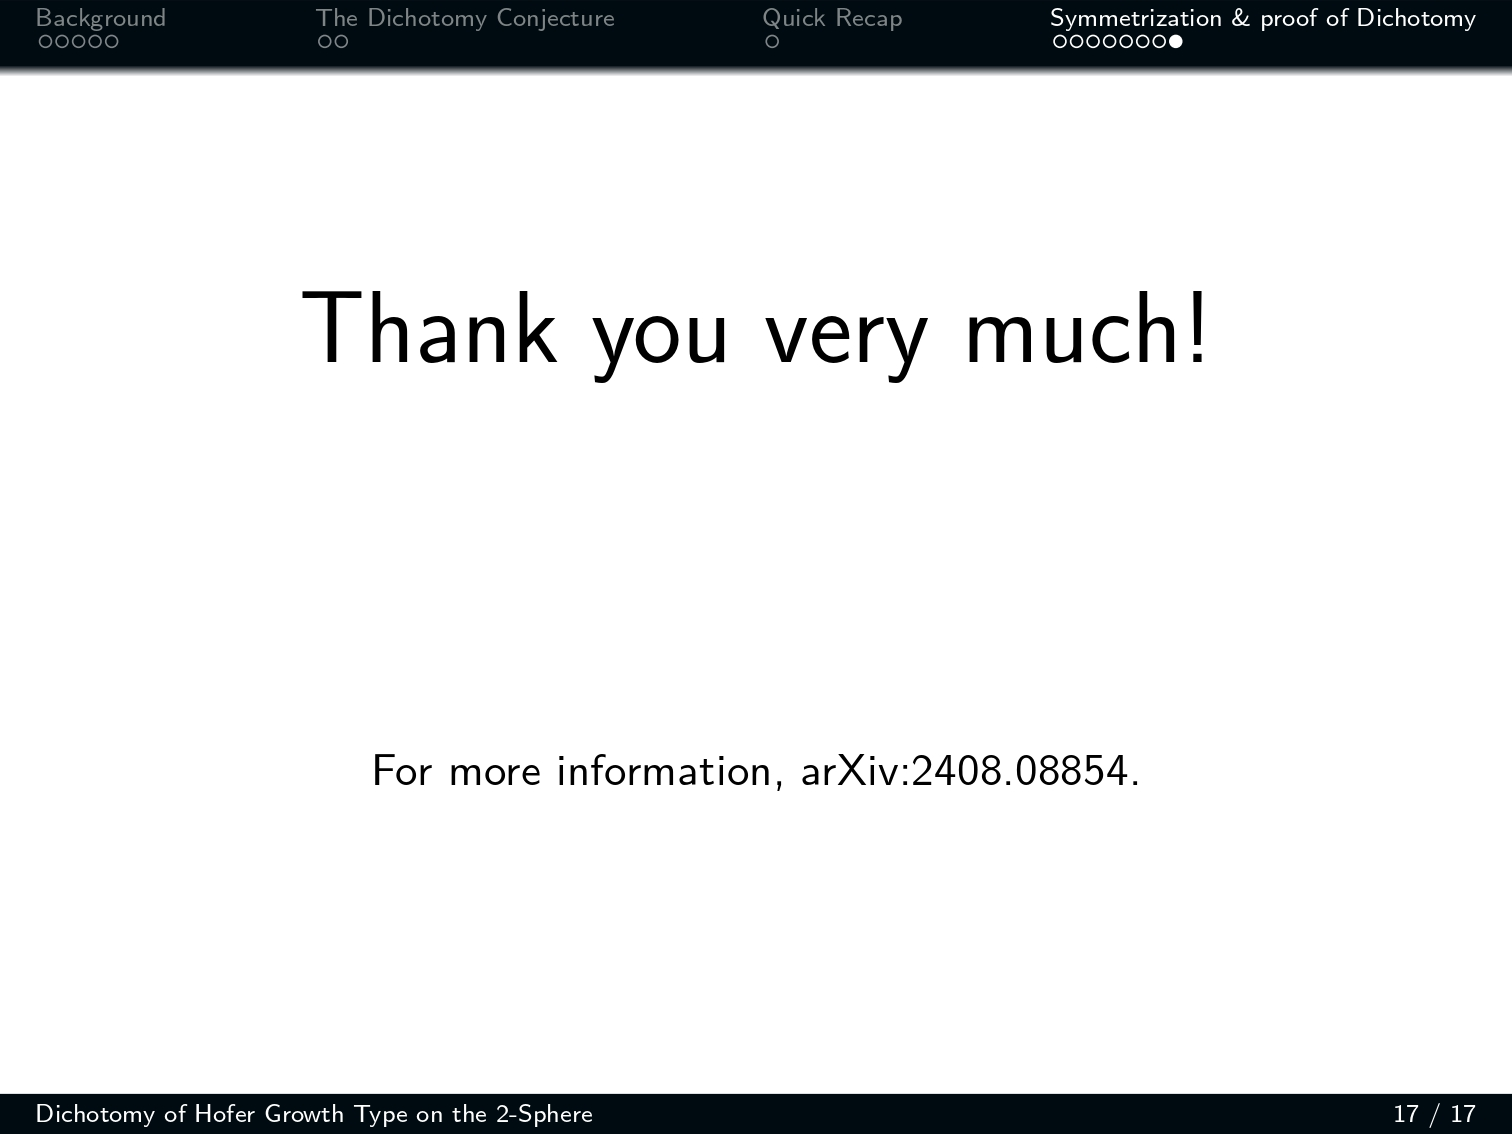 Background The Dichotomy Conjecture Quick Recap Symmetrization & proof of Dichotomy
Thank you very much!
For more information, arXiv:2408.08854.
Dichotomy of Hofer Growth Type on the 2-Sphere 17 / 17